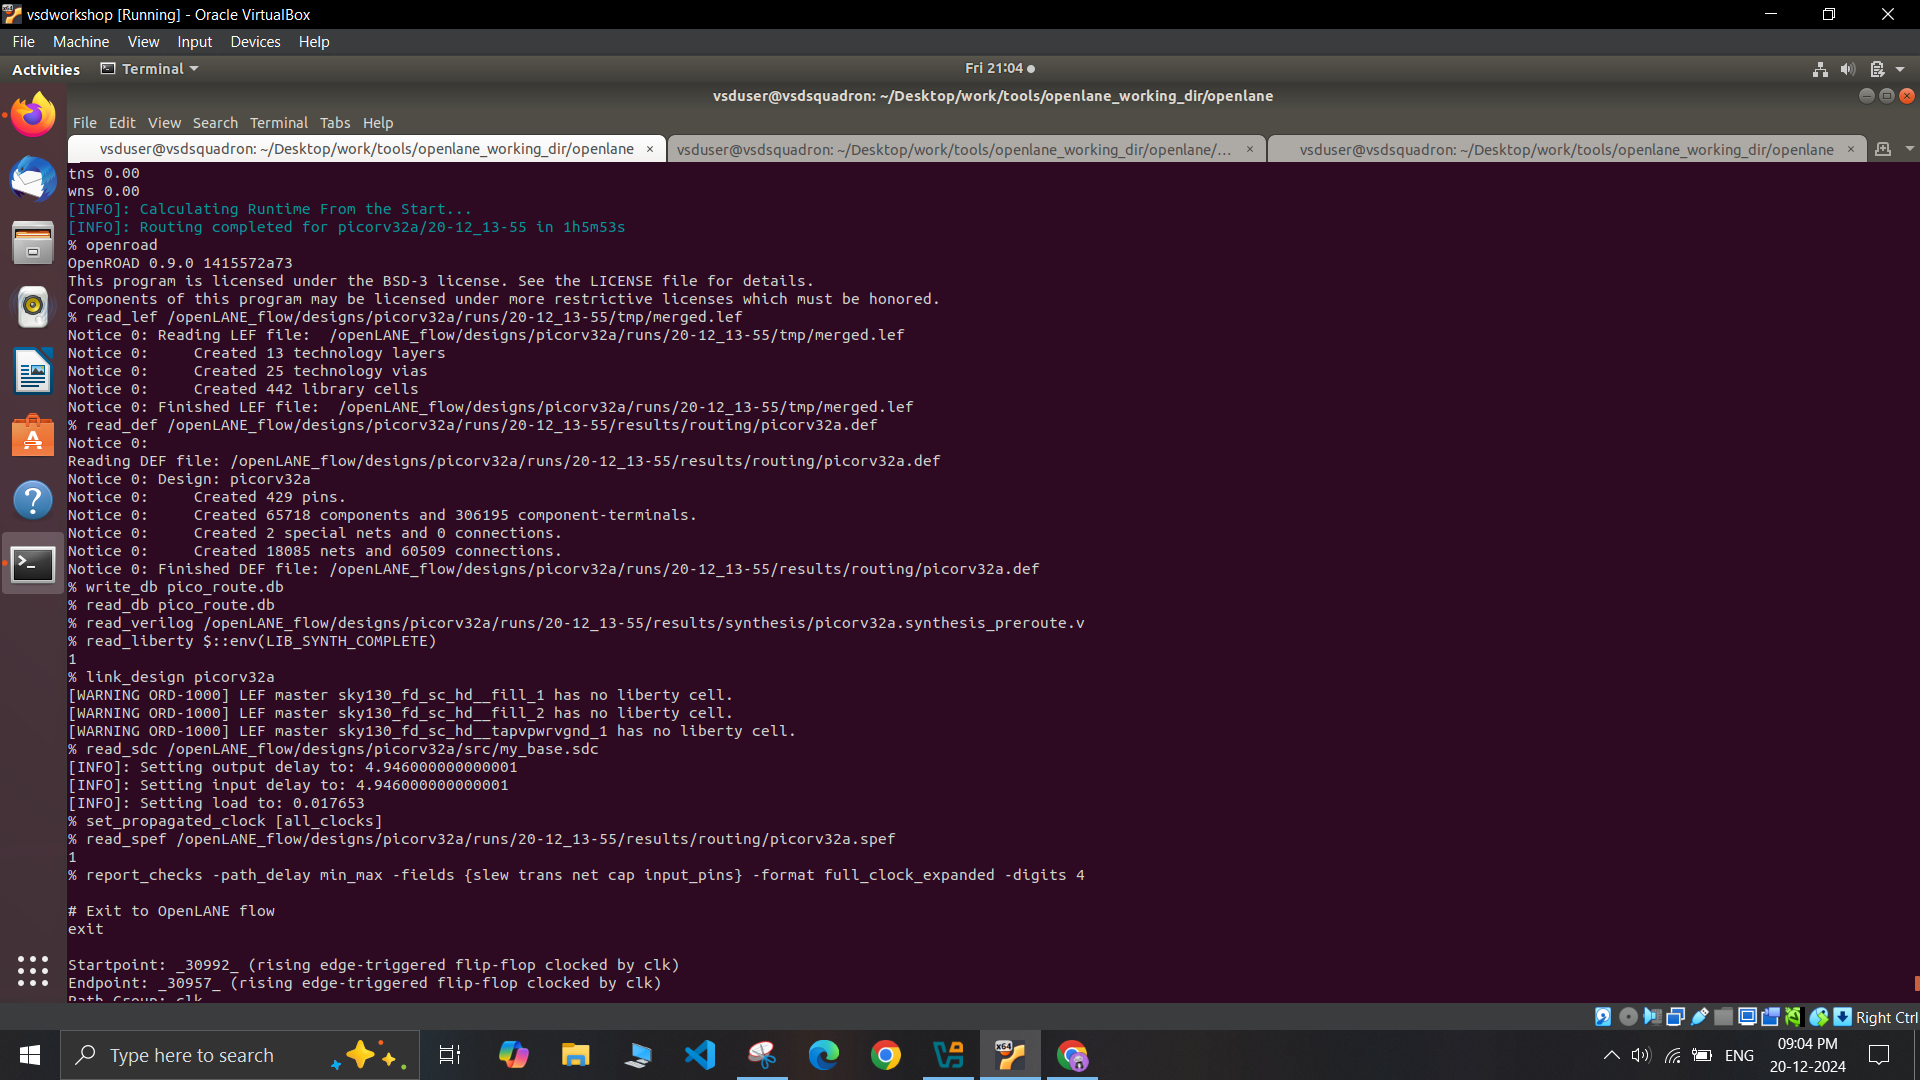 vsdworkshop [Running] - Oracle VirtualBox
File Machine View Input Devices Help
Activities Terminal Fri 21:04
vsduser@vsdsquadron: ~/Desktop/work/tools/openlane_working_dir/openlane
File Edit View Search Terminal Tabs Help
vsduser@vsdsquadron: ~/Desktop/work/tools/openlane_working_dir/openlane × vsduser@vsdsquadron: ~/Desktop/work/tools/openlane_working_dir/openlane/... × vsduser@vsdsquadron: ~/Desktop/work/tools/openlane_working_dir/openlane ×
tns 0.00
wns 0.00
[INFO]: Calculating Runtime From the Start...
[INFO]: Routing completed for picorv32a/20-12_13-55 in 1h5m53s
% openroad
OpenROAD 0.9.0 1415572a73
This program is licensed under the BSD-3 license. See the LICENSE file for details.
Components of this program may be licensed under more restrictive licenses which must be honored.
% read_lef /openLANE_flow/designs/picorv32a/runs/20-12_13-55/tmp/merged.lef
Notice 0: Reading LEF file:  /openLANE_flow/designs/picorv32a/runs/20-12_13-55/tmp/merged.lef
Notice 0:     Created 13 technology layers
Notice 0:     Created 25 technology vias
Notice 0:     Created 442 library cells
Notice 0: Finished LEF file:  /openLANE_flow/designs/picorv32a/runs/20-12_13-55/tmp/merged.lef
% read_def /openLANE_flow/designs/picorv32a/runs/20-12_13-55/results/routing/picorv32a.def
Notice 0:
Reading DEF file: /openLANE_flow/designs/picorv32a/runs/20-12_13-55/results/routing/picorv32a.def
Notice 0: Design: picorv32a
Notice 0:     Created 429 pins.
Notice 0:     Created 65718 components and 306195 component-terminals.
Notice 0:     Created 2 special nets and 0 connections.
Notice 0:     Created 18085 nets and 60509 connections.
Notice 0: Finished DEF file: /openLANE_flow/designs/picorv32a/runs/20-12_13-55/results/routing/picorv32a.def
% write_db pico_route.db
% read_db pico_route.db
% read_verilog /openLANE_flow/designs/picorv32a/runs/20-12_13-55/results/synthesis/picorv32a.synthesis_preroute.v
% read_liberty $::env(LIB_SYNTH_COMPLETE)
1
% link_design picorv32a
[WARNING ORD-1000] LEF master sky130_fd_sc_hd__fill_1 has no liberty cell.
[WARNING ORD-1000] LEF master sky130_fd_sc_hd__fill_2 has no liberty cell.
[WARNING ORD-1000] LEF master sky130_fd_sc_hd__tapvpwrvgnd_1 has no liberty cell.
% read_sdc /openLANE_flow/designs/picorv32a/src/my_base.sdc
[INFO]: Setting output delay to: 4.946000000000001
[INFO]: Setting input delay to: 4.946000000000001
[INFO]: Setting load to: 0.017653
% set_propagated_clock [all_clocks]
% read_spef /openLANE_flow/designs/picorv32a/runs/20-12_13-55/results/routing/picorv32a.spef
1
% report_checks -path_delay min_max -fields {slew trans net cap input_pins} -format full_clock_expanded -digits 4
# Exit to OpenLANE flow
exit
Startpoint: _30992_ (rising edge-triggered flip-flop clocked by clk)
Endpoint: _30957_ (rising edge-triggered flip-flop clocked by clk)
Path Group: clk
Right Ctrl
Type here to search
x64
ENG
09:04 PM
20-12-2024